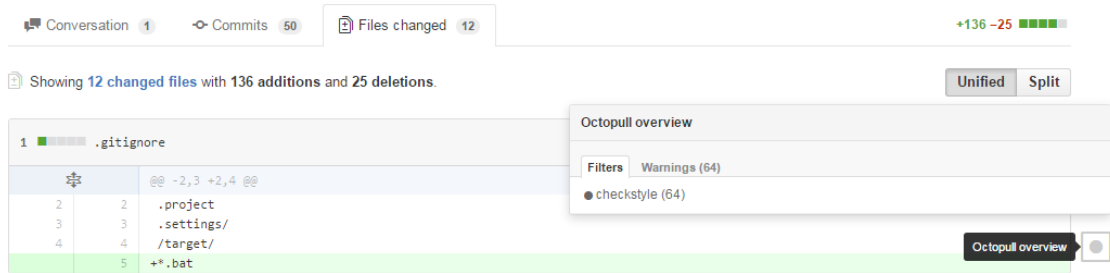 Conversation 1 Commits 50 Files changed 12 +136 −25
Showing 12 changed files with 136 additions and 25 deletions. Unified Split
Octopull overview
1 .gitignore
Filters Warnings (64)
@@ -2,3 +2,4 @@
checkstyle (64)
2 2 .project
3 3 .settings/
4 4 /target/
Octopull overview
5 +*.bat